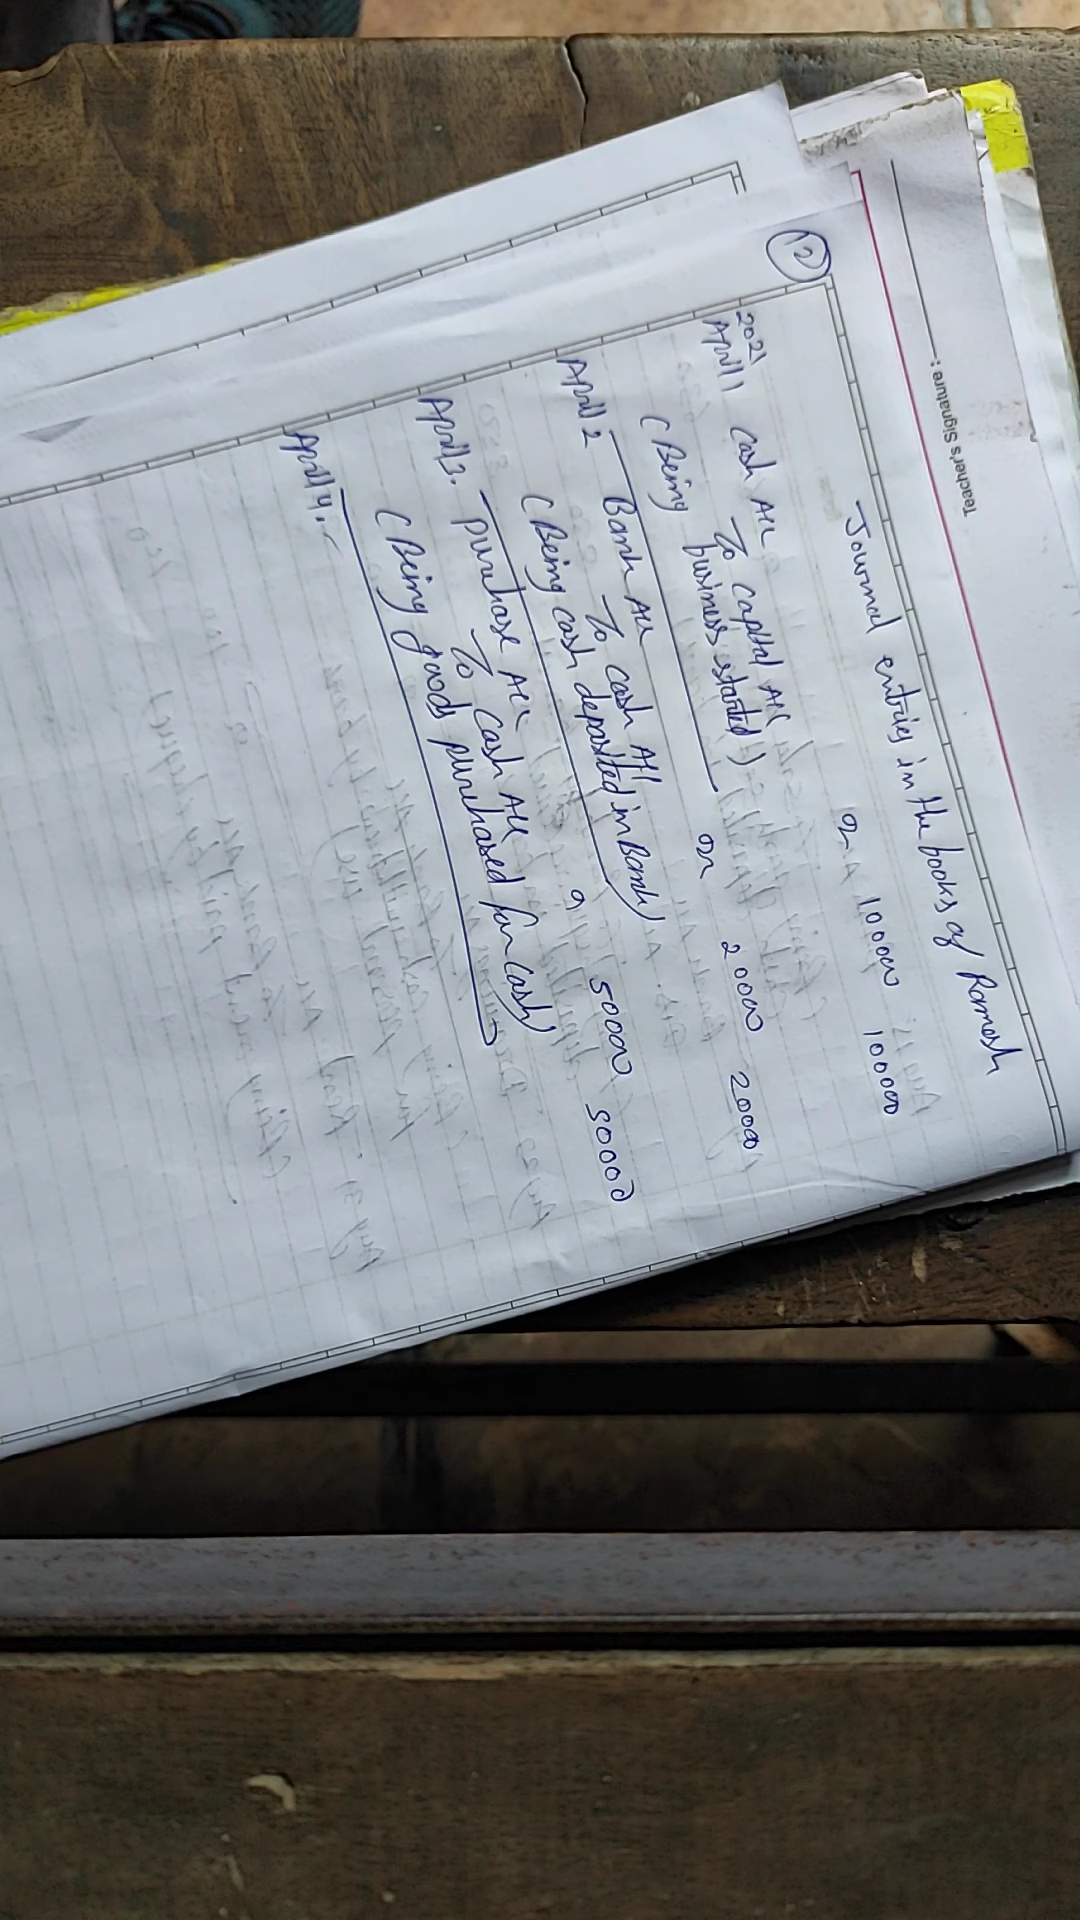 Teacher's Signature :
12
Journal entries in the books of Ramesh
2021
April 1 Cash A/c Dr 100000
To capital A/c 100000
(Being business started)
April 2 Bank A/c Dr 20000
To cash A/c 20000
(Being cash deposited in Bank)
April 3. purchase A/c 50000
To cash A/c 50000
(Being goods purchased for cash)
April 4.